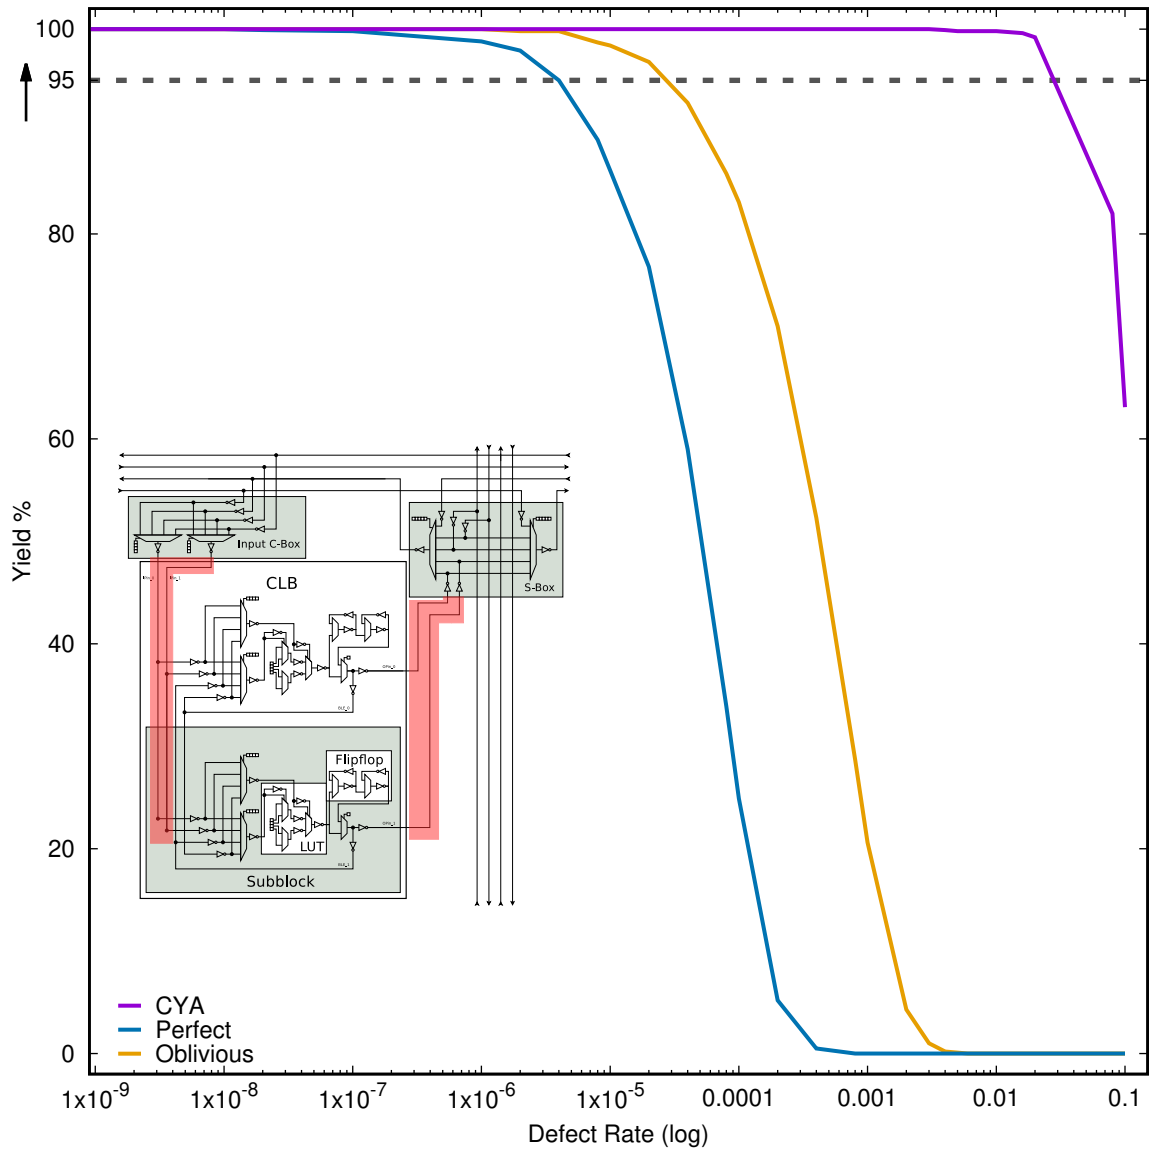 100
95
80
60
40
20
0
Yield %
Input C-Box
S-Box
CLB
Flipflop
LUT
Subblock
CYA
Perfect
Oblivious
1x10-9
1x10-8
1x10-7
1x10-6
1x10-5
0.0001
0.001
0.01
0.1
Defect Rate (log)